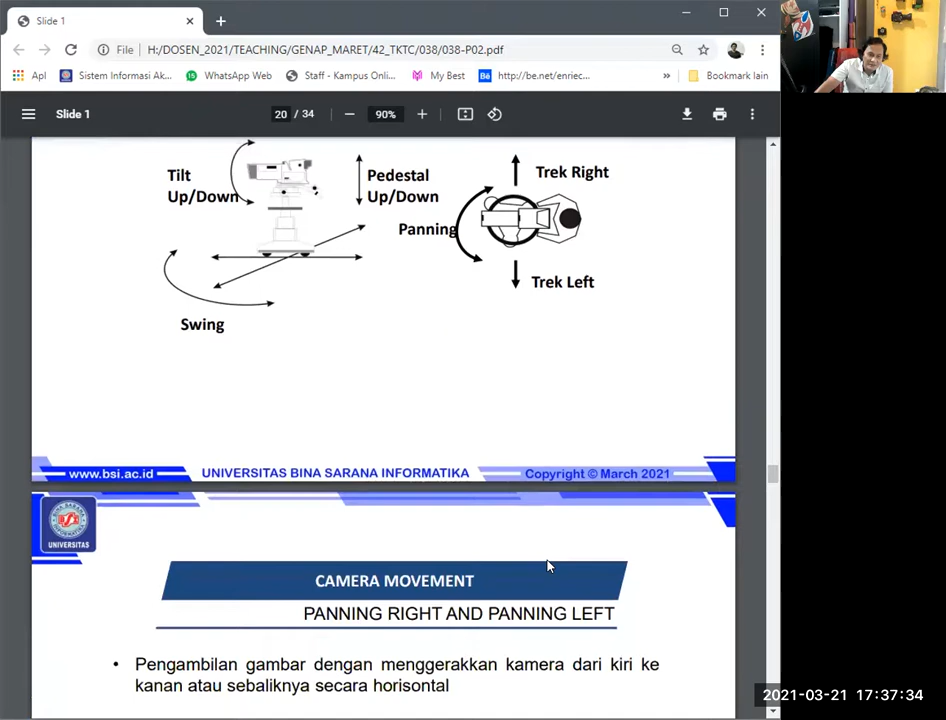 Slide 1
File
H:/DOSEN_2021/TEACHING/GENAP_MARET/42_TKTC/038/038-P02.pdf
Apl
Sistem Informasi Ak...
WhatsApp Web
Staff - Kampus Onli...
My Best
Bē
http://be.net/enriec...
»
Bookmark lain
Slide 1
20 / 34
90%
Tilt
Up/Down
Pedestal
Up/Down
Panning
Trek Right
Trek Left
Swing
www.bsi.ac.id
UNIVERSITAS BINA SARANA INFORMATIKA
Copyright © March 2021
BSI
UNIVERSITAS
CAMERA MOVEMENT
PANNING RIGHT AND PANNING LEFT
• Pengambilan gambar dengan menggerakkan kamera dari kiri ke
kanan atau sebaliknya secara horisontal
2021-03-21 17:37:34